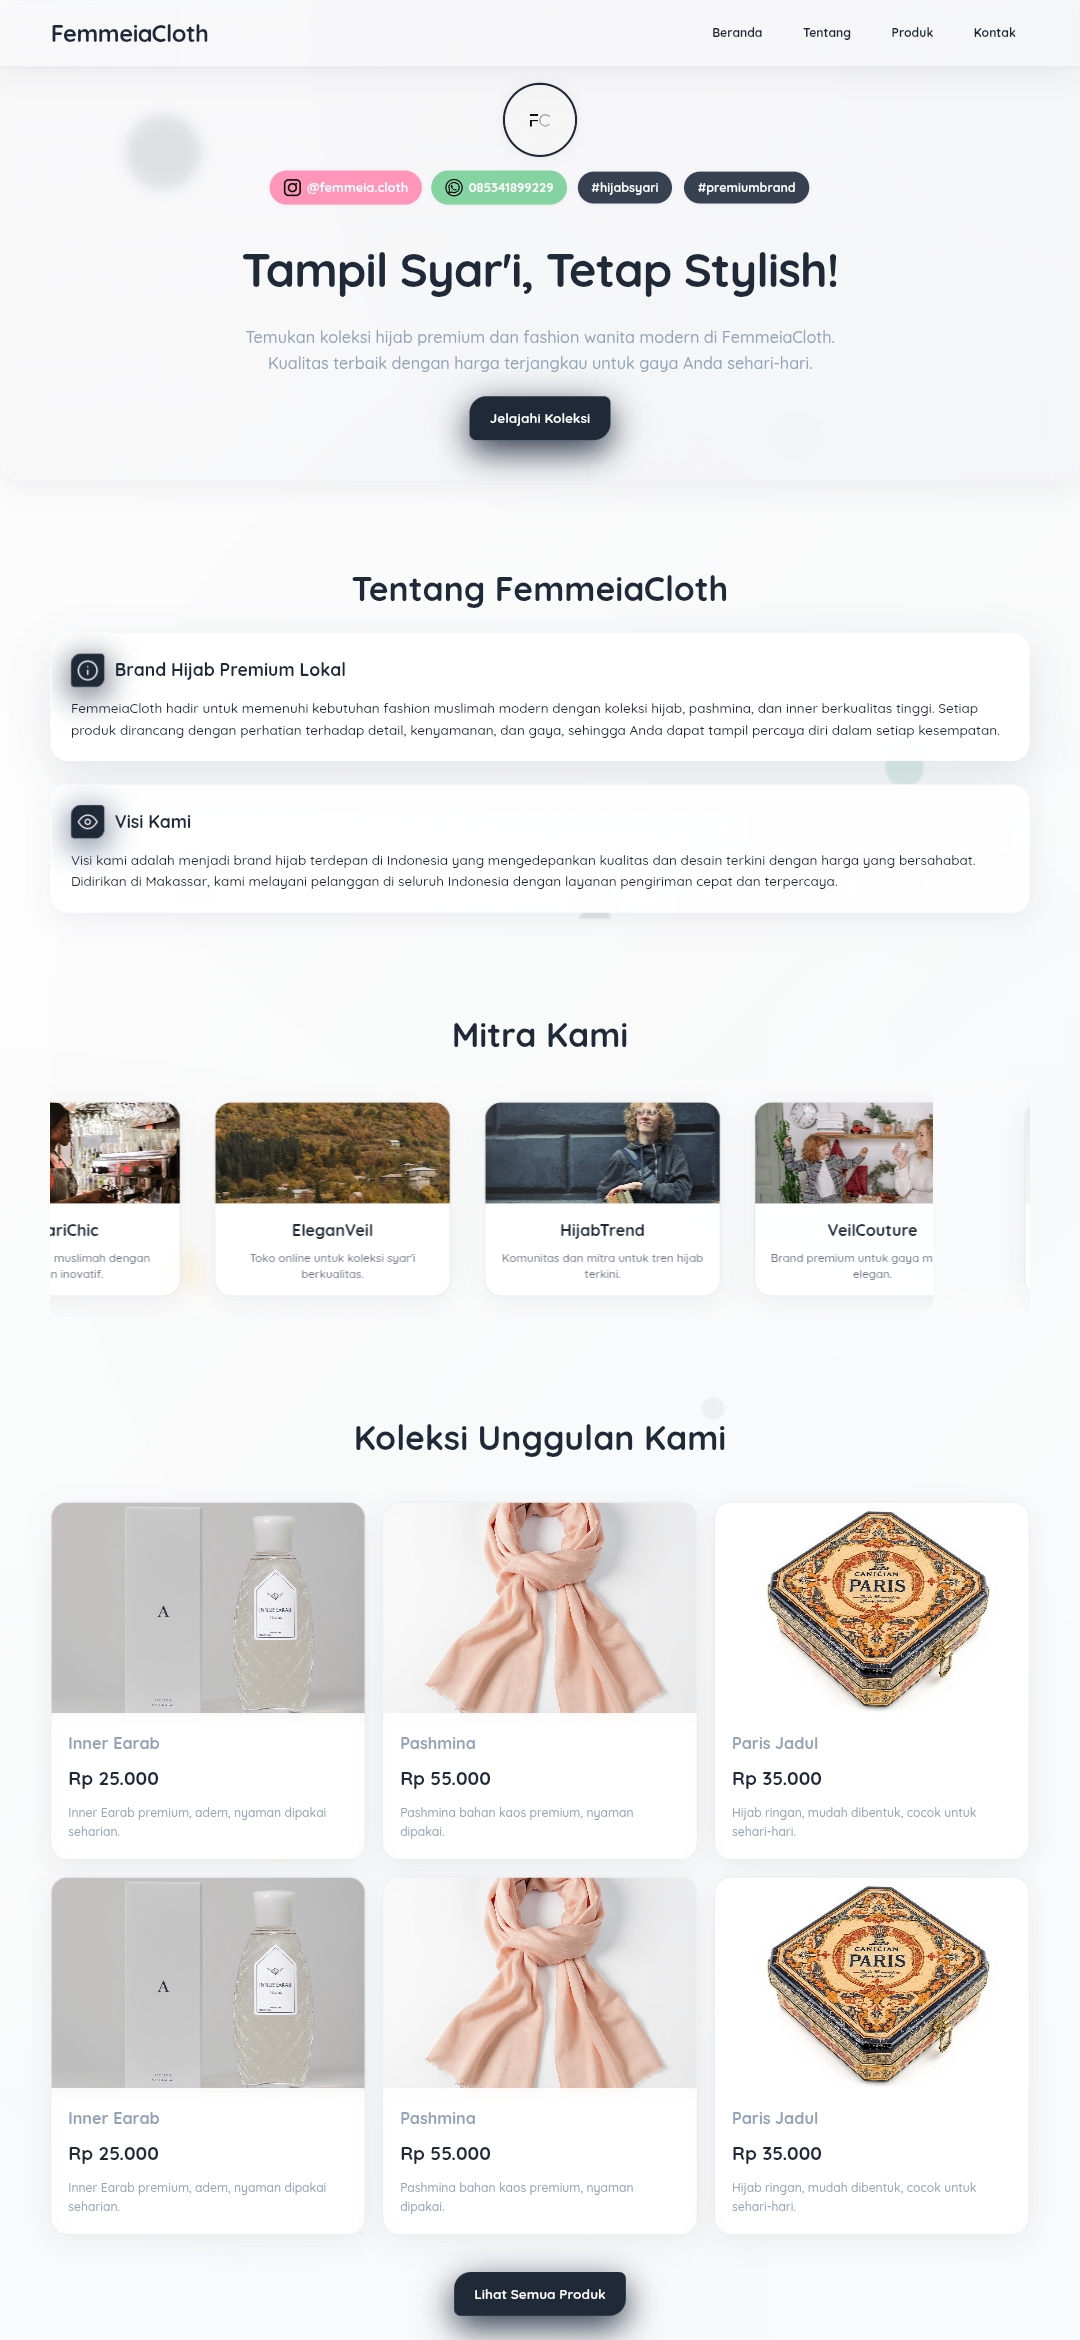 FemmeiaCloth
Beranda
Tentang
Produk
Kontak
FC
@femmeia.cloth
085341899229
#hijabsyari
#premiumbrand
Tampil Syar'i, Tetap Stylish!
Temukan koleksi hijab premium dan fashion wanita modern di FemmeiaCloth.
Kualitas terbaik dengan harga terjangkau untuk gaya Anda sehari-hari.
Jelajahi Koleksi
Tentang FemmeiaCloth
Brand Hijab Premium Lokal
FemmeiaCloth hadir untuk memenuhi kebutuhan fashion muslimah modern dengan koleksi hijab, pashmina, dan inner berkualitas tinggi. Setiap
produk dirancang dengan perhatian terhadap detail, kenyamanan, dan gaya, sehingga Anda dapat tampil percaya diri dalam setiap kesempatan.
Visi Kami
Visi kami adalah menjadi brand hijab terdepan di Indonesia yang mengedepankan kualitas dan desain terkini dengan harga yang bersahabat.
Didirikan di Makassar, kami melayani pelanggan di seluruh Indonesia dengan layanan pengiriman cepat dan terpercaya.
Mitra Kami
ariChic
muslimah dengan
n inovatif.
EleganVeil
Toko online untuk koleksi syar'i
berkualitas.
HijabTrend
Komunitas dan mitra untuk tren hijab
terkini.
VeilCouture
Brand premium untuk gaya m
elegan.
Koleksi Unggulan Kami
A
INNER EARAB
Inner Earab
Rp 25.000
Inner Earab premium, adem, nyaman dipakai
seharian.
Pashmina
Rp 55.000
Pashmina bahan kaos premium, nyaman
dipakai.
CANICIAN
PARIS
Paris Jadul
Rp 35.000
Hijab ringan, mudah dibentuk, cocok untuk
sehari-hari.
A
INNER EARAB
Inner Earab
Rp 25.000
Inner Earab premium, adem, nyaman dipakai
seharian.
Pashmina
Rp 55.000
Pashmina bahan kaos premium, nyaman
dipakai.
CANICIAN
PARIS
Paris Jadul
Rp 35.000
Hijab ringan, mudah dibentuk, cocok untuk
sehari-hari.
Lihat Semua Produk